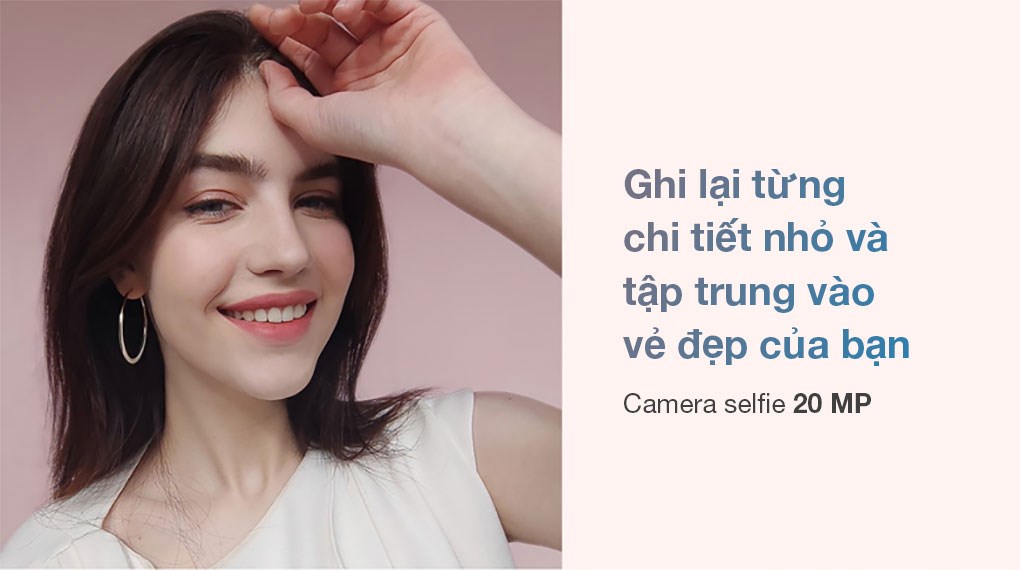 Ghi lại từng
chi tiết nhỏ và
tập trung vào
vẻ đẹp của bạn
Camera selfie 20 MP